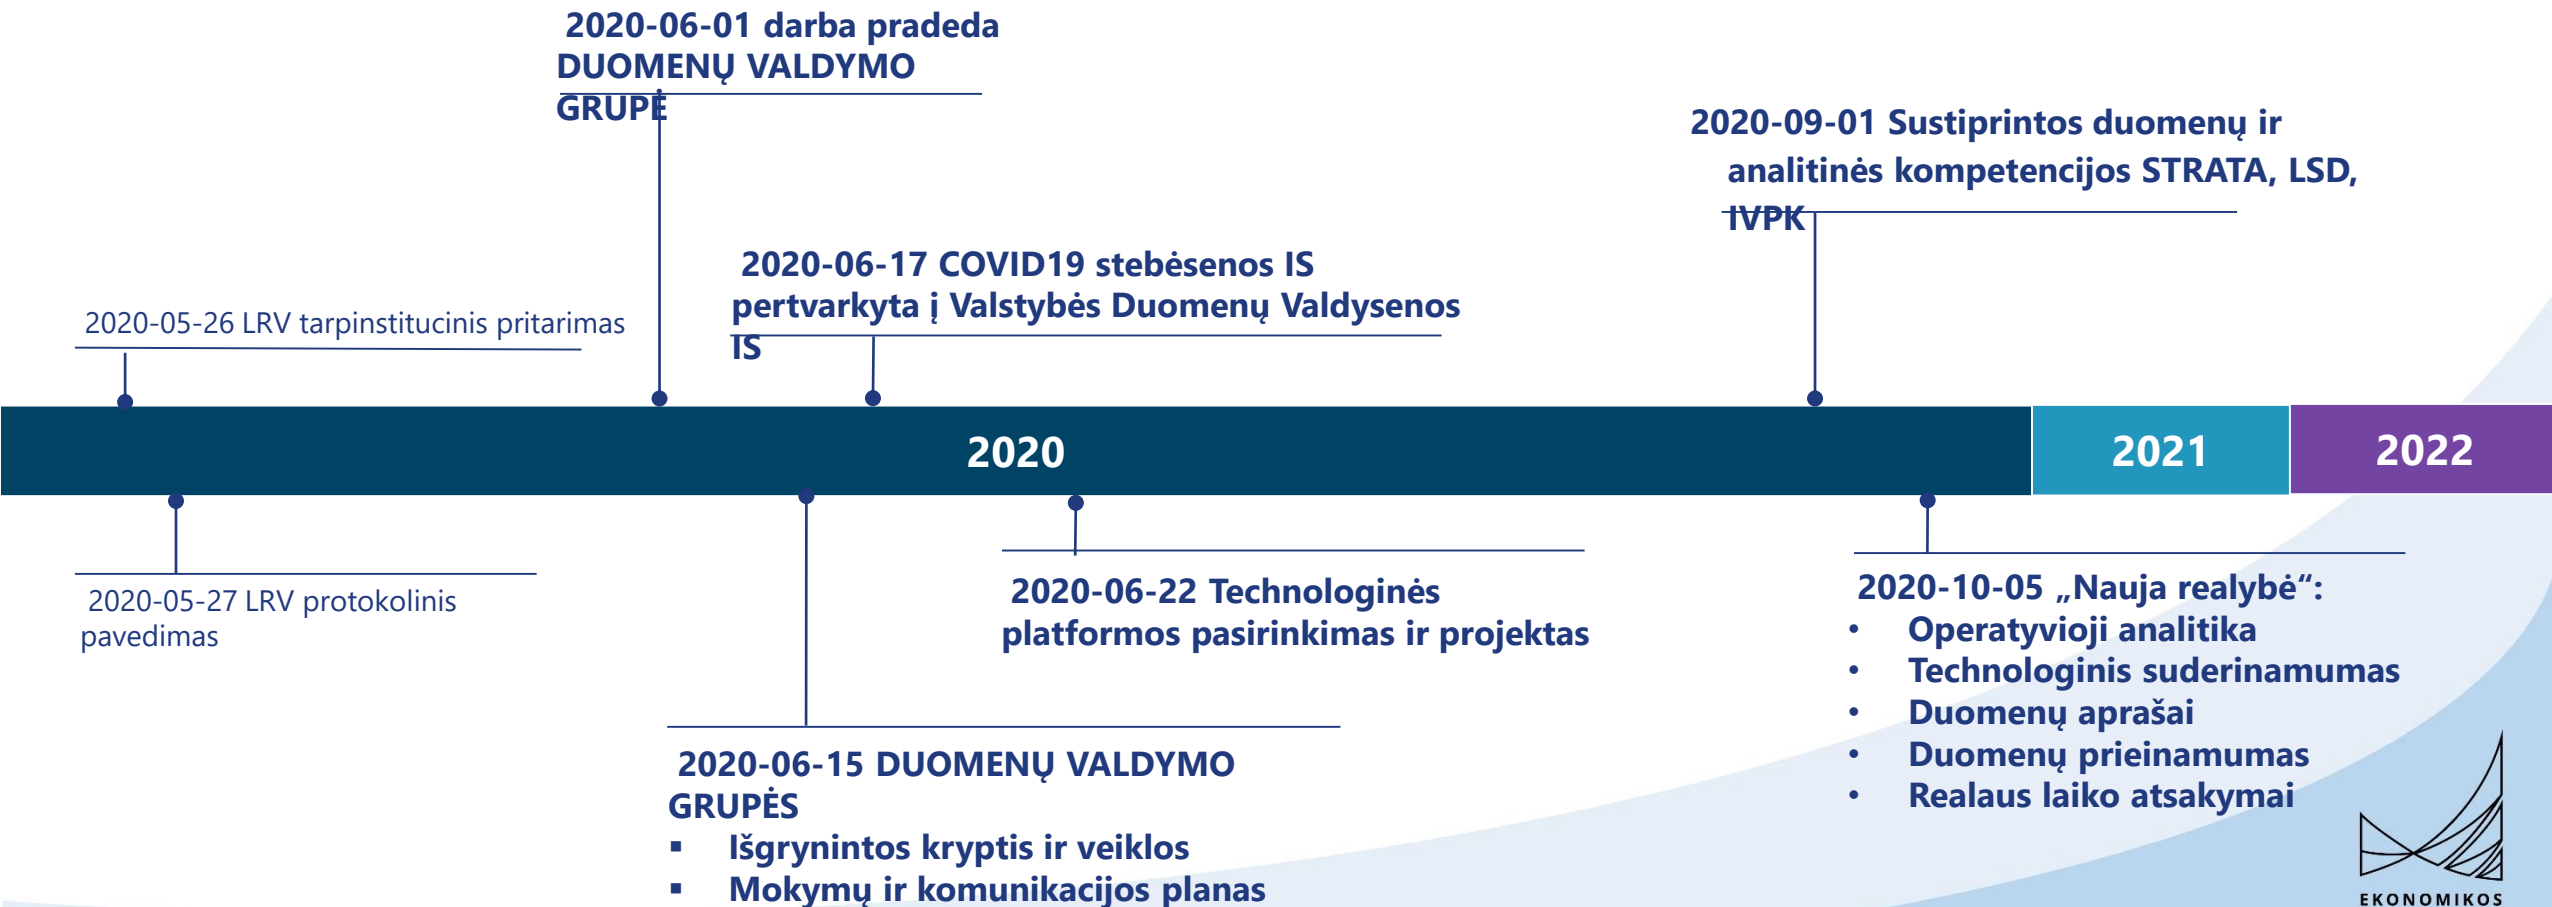 2020-06-01 darba pradeda
DUOMENŲ VALDYMO
GRUPĖ
2020-09-01 Sustiprintos duomenų ir
analitinės kompetencijos STRATA, LSD,
IVPK
2020-06-17 COVID19 stebėsenos IS
pertvarkyta į Valstybės Duomenų Valdysenos
IS
2020-05-26 LRV tarpinstitucinis pritarimas
2020
2021
2022
2020-05-27 LRV protokolinis
pavedimas
2020-06-22 Technologinės
platformos pasirinkimas ir projektas
2020-06-15 DUOMENŲ VALDYMO
GRUPĖS
▪ Išgrynintos kryptis ir veiklos
▪ Mokymų ir komunikacijos planas
2020-10-05 „Nauja realybė“:
• Operatyvioji analitika
• Technologinis suderinamumas
• Duomenų aprašai
• Duomenų prieinamumas
• Realaus laiko atsakymai
EKONOMIKOS